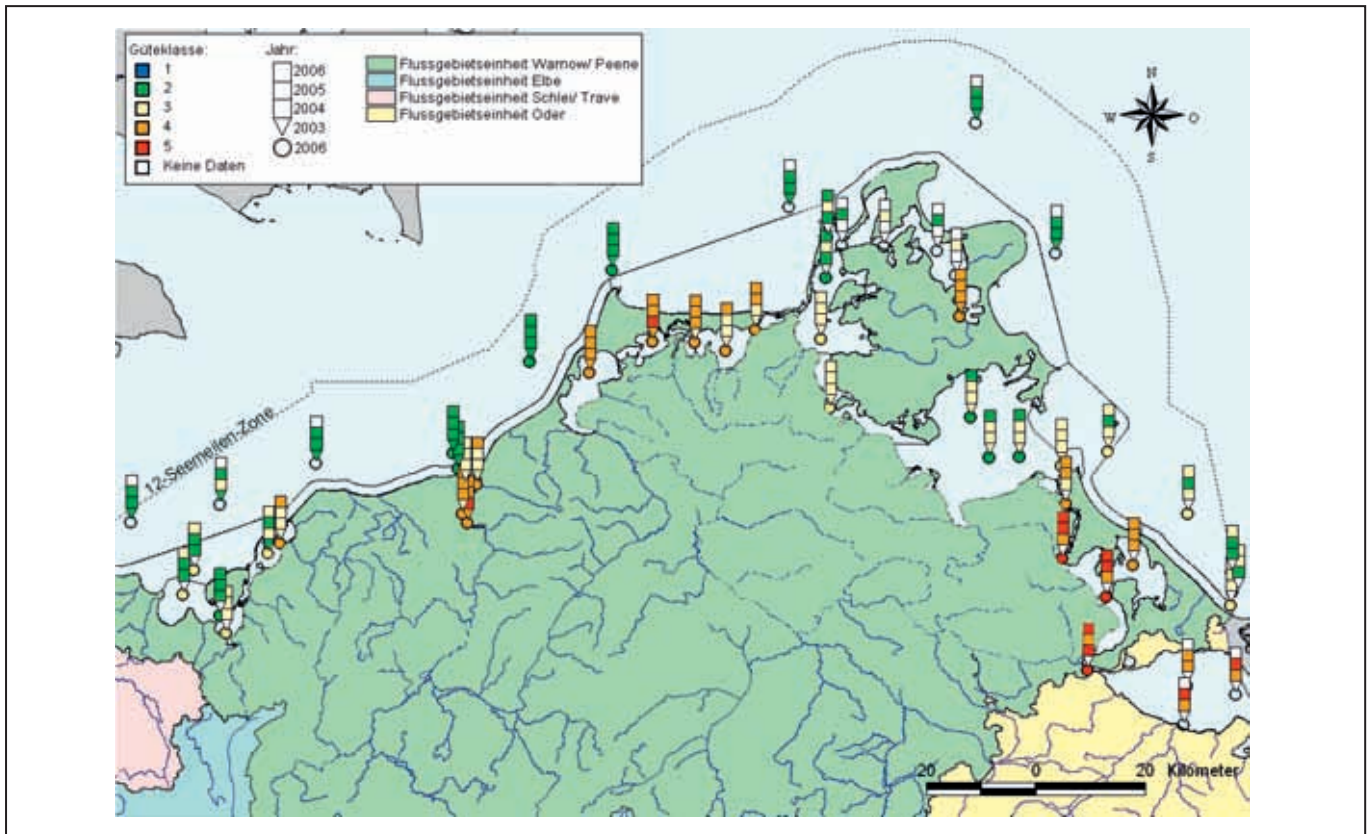 Güteklasse:
1
2
3
4
5
Keine Daten
Jahr:
2006
2005
2004
2003
2006
Flussgebietseinheit Warnow/ Peene
Flussgebietseinheit Elbe
Flussgebietseinheit Schlei/ Trave
Flussgebietseinheit Oder
N
W
O
S
12-Seemeilen-Zone
20 0 20 Kilometer